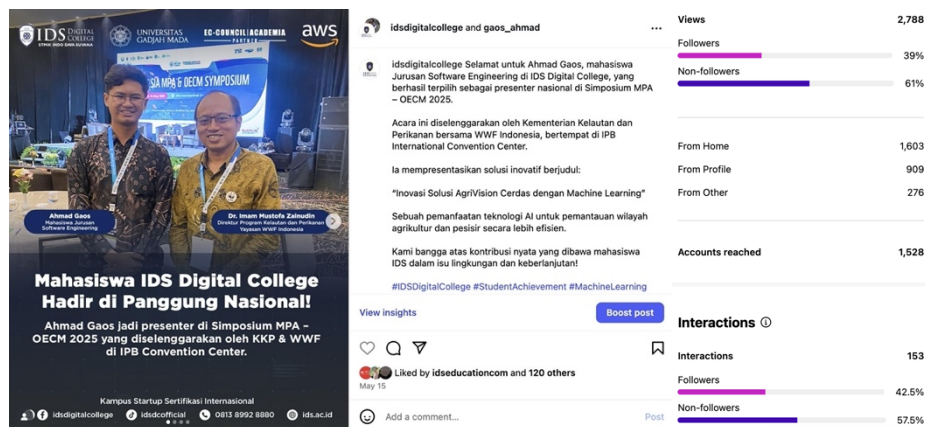 IDS DIGITAL COLLEGE
STMIK INDO DAYA SUVANA
UNIVERSITAS
GADJAH MADA
EC-COUNCIL ACADEMIA
PARTNER
aws
SIA MPA & OECM SYMPOSIUM
Ahmad Gaos
Mahasiswa Jurusan
Software Engineering
Dr. Imam Mustofa Zainudin
Direktur Program Kelautan dan Perikanan
Yayasan WWF Indonesia
Mahasiswa IDS Digital College
Hadir di Panggung Nasional!
Ahmad Gaos jadi presenter di Simposium MPA –
OECM 2025 yang diselenggarakan oleh KKP & WWF
di IPB Convention Center.
Kampus Startup Sertifikasi Internasional
idsdigitalcollege
idsdcofficial
0813 8992 8880
ids.ac.id
idsdigitalcollege and gaos_ahmad
idsdigitalcollege Selamat untuk Ahmad Gaos, mahasiswa
Jurusan Software Engineering di IDS Digital College, yang
berhasil terpilih sebagai presenter nasional di Simposium MPA
– OECM 2025.
Acara ini diselenggarakan oleh Kementerian Kelautan dan
Perikanan bersama WWF Indonesia, bertempat di IPB
International Convention Center.
Ia mempresentasikan solusi inovatif berjudul:
“Inovasi Solusi AgriVision Cerdas dengan Machine Learning”
Sebuah pemanfaatan teknologi AI untuk pemantauan wilayah
agrikultur dan pesisir secara lebih efisien.
Kami bangga atas kontribusi nyata yang dibawa mahasiswa
IDS dalam isu lingkungan dan keberlanjutan!
#IDSDigitalCollege #StudentAchievement #MachineLearning
View insights
Boost post
Liked by idseducationcom and 120 others
May 15
Add a comment...
Post
Views 2,788
Followers
39%
Non-followers
61%
From Home 1,603
From Profile 909
From Other 276
Accounts reached 1,528
Interactions
Interactions 153
Followers
42.5%
Non-followers
57.5%